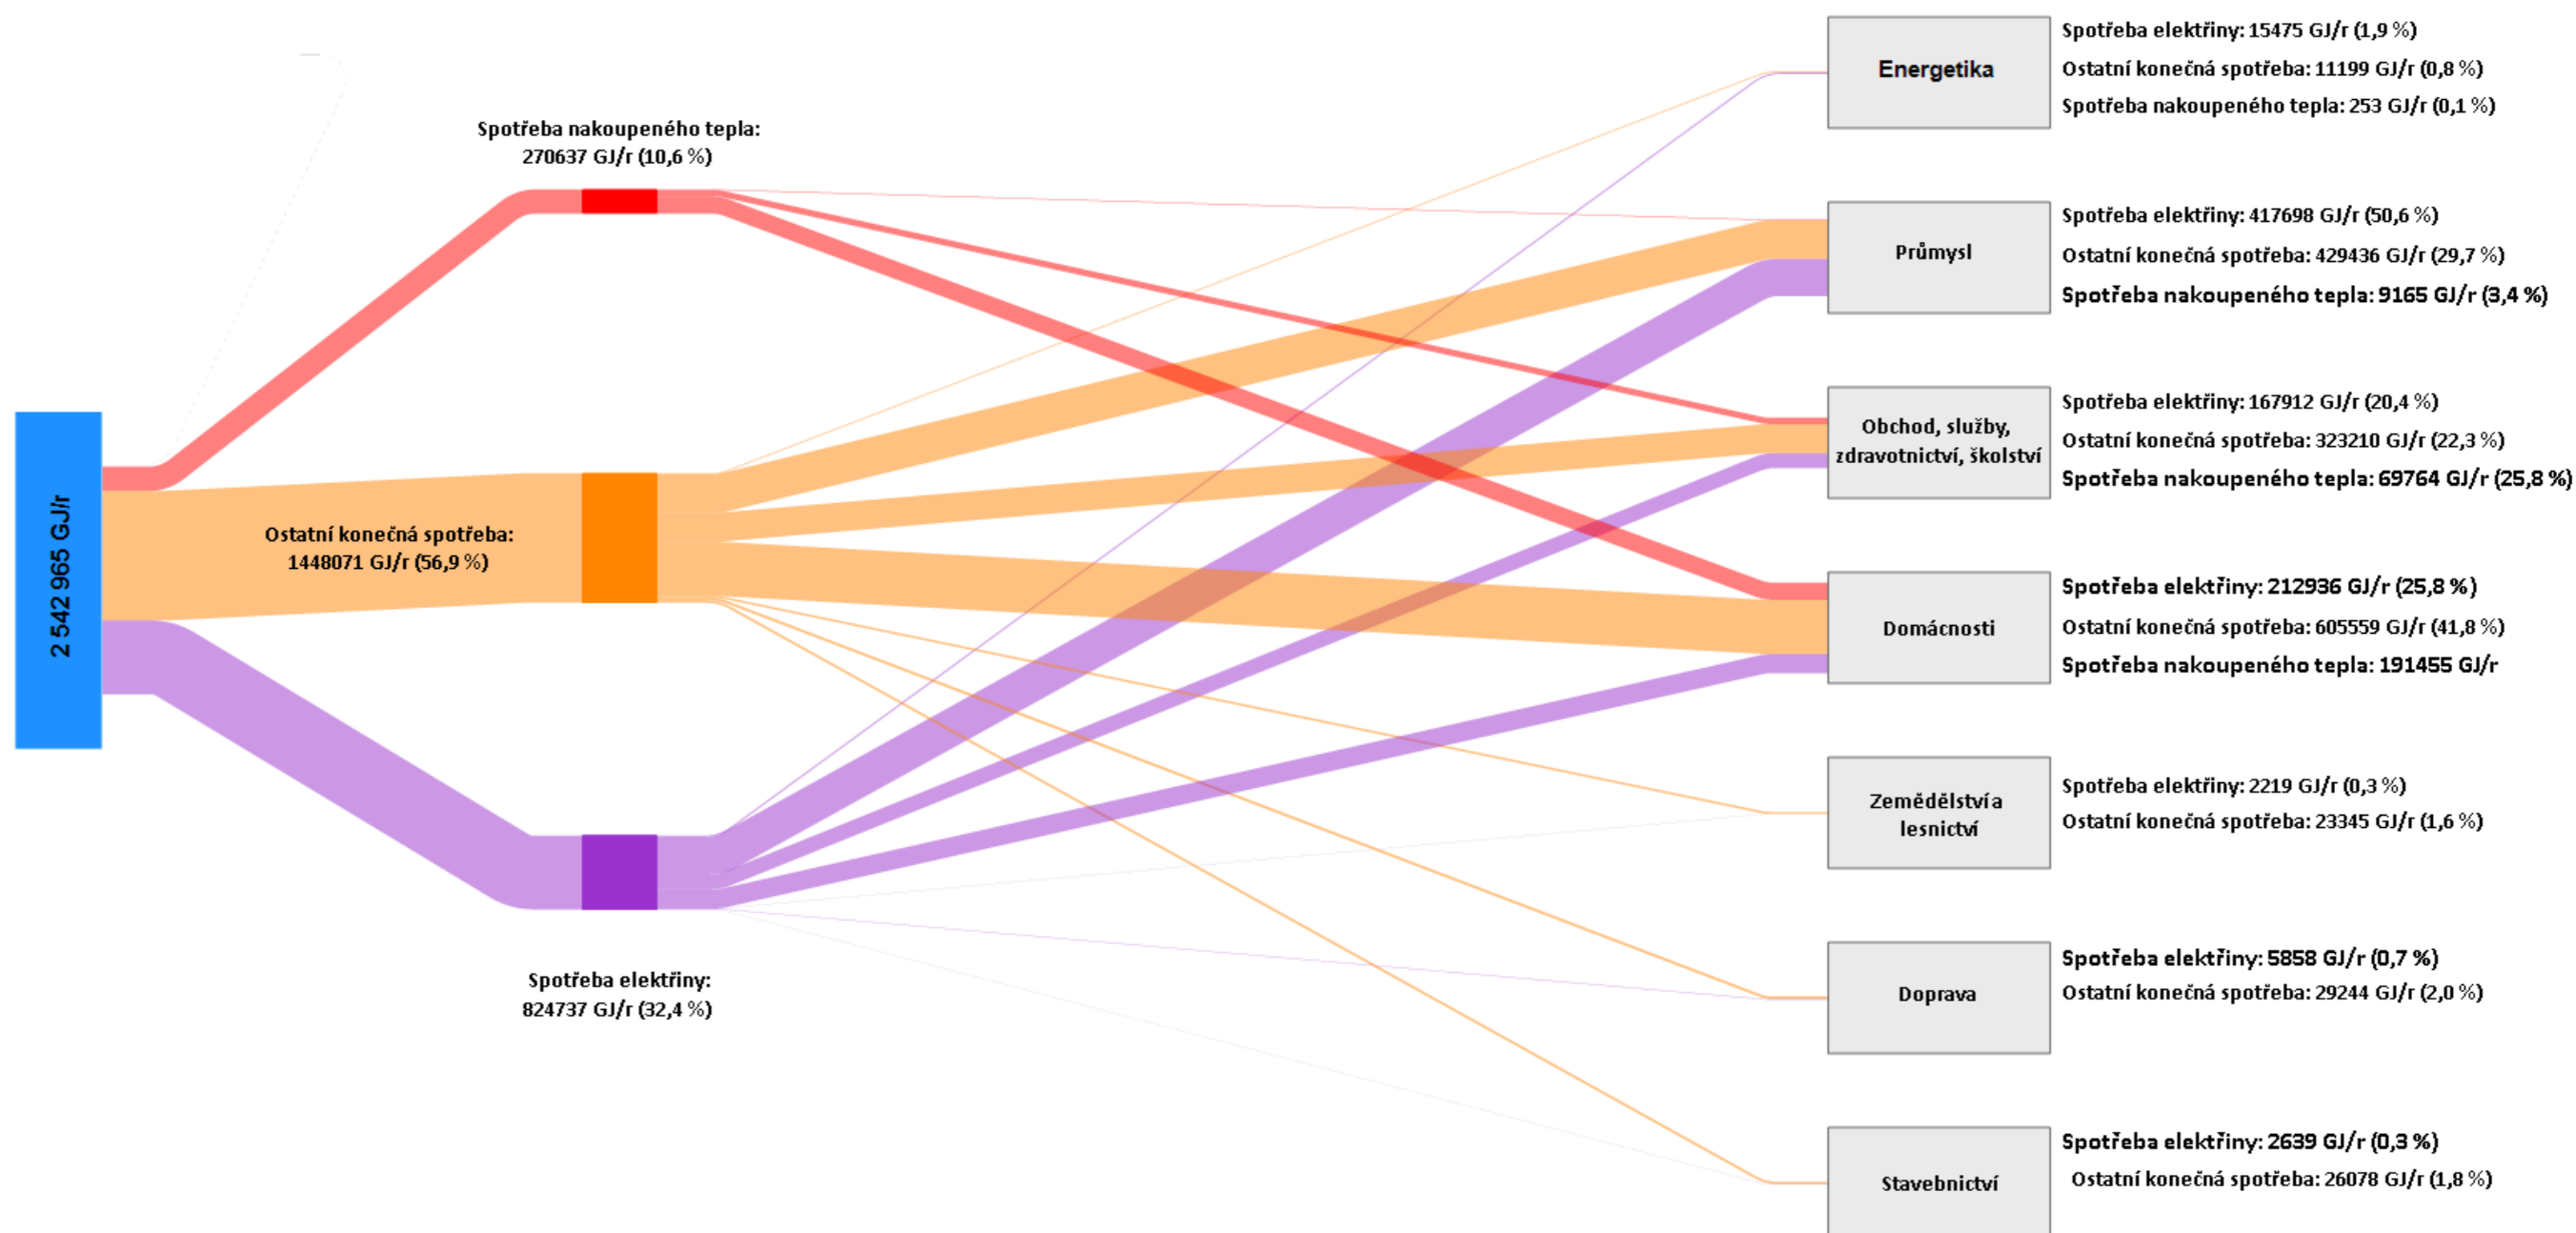 2 542 965 GJ/r
Spotřeba nakoupeného tepla:
270637 GJ/r (10,6 %)
Ostatní konečná spotřeba:
1448071 GJ/r (56,9 %)
Spotřeba elektřiny:
824737 GJ/r (32,4 %)
Energetika
Spotřeba elektřiny: 15475 GJ/r (1,9 %)
Ostatní konečná spotřeba: 11199 GJ/r (0,8 %)
Spotřeba nakoupeného tepla: 253 GJ/r (0,1 %)
Průmysl
Spotřeba elektřiny: 417698 GJ/r (50,6 %)
Ostatní konečná spotřeba: 429436 GJ/r (29,7 %)
Spotřeba nakoupeného tepla: 9165 GJ/r (3,4 %)
Obchod, služby,
zdravotnictví, školství
Spotřeba elektřiny: 167912 GJ/r (20,4 %)
Ostatní konečná spotřeba: 323210 GJ/r (22,3 %)
Spotřeba nakoupeného tepla: 69764 GJ/r (25,8 %)
Domácnosti
Spotřeba elektřiny: 212936 GJ/r (25,8 %)
Ostatní konečná spotřeba: 605559 GJ/r (41,8 %)
Spotřeba nakoupeného tepla: 191455 GJ/r
Zemědělství a
lesnictví
Spotřeba elektřiny: 2219 GJ/r (0,3 %)
Ostatní konečná spotřeba: 23345 GJ/r (1,6 %)
Doprava
Spotřeba elektřiny: 5858 GJ/r (0,7 %)
Ostatní konečná spotřeba: 29244 GJ/r (2,0 %)
Stavebnictví
Spotřeba elektřiny: 2639 GJ/r (0,3 %)
Ostatní konečná spotřeba: 26078 GJ/r (1,8 %)